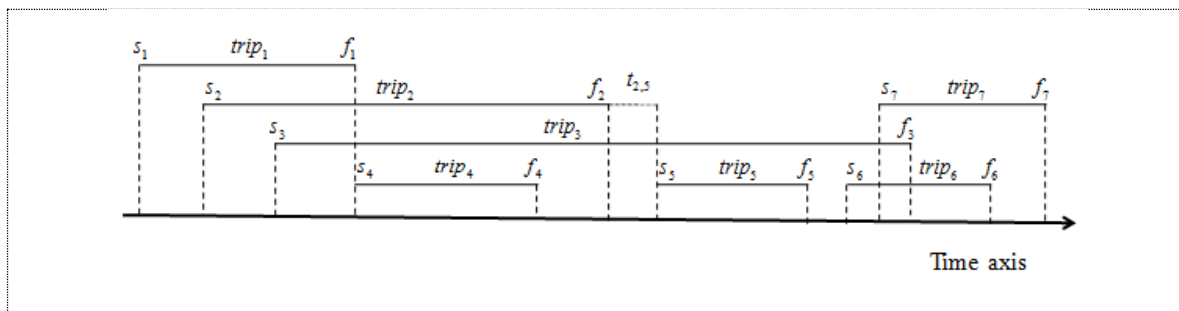 s₁ trip₁ f₁
s₂ trip₂ f₂ t₂,₅ s₇ trip₇ f₇
s₃ trip₃ f₃
s₄ trip₄ f₄ s₅ trip₅ f₅ s₆ trip₆ f₆
Time axis